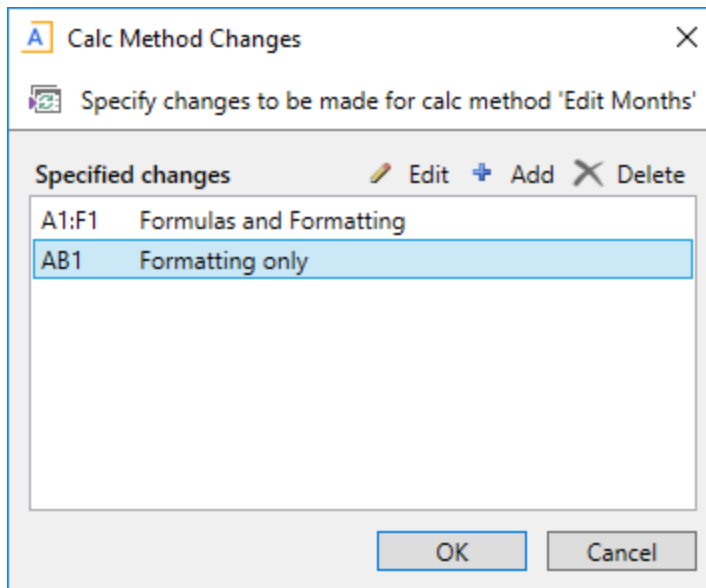 A Calc Method Changes
Specify changes to be made for calc method 'Edit Months'
Specified changes Edit Add Delete
A1:F1 Formulas and Formatting
AB1 Formatting only
OK Cancel